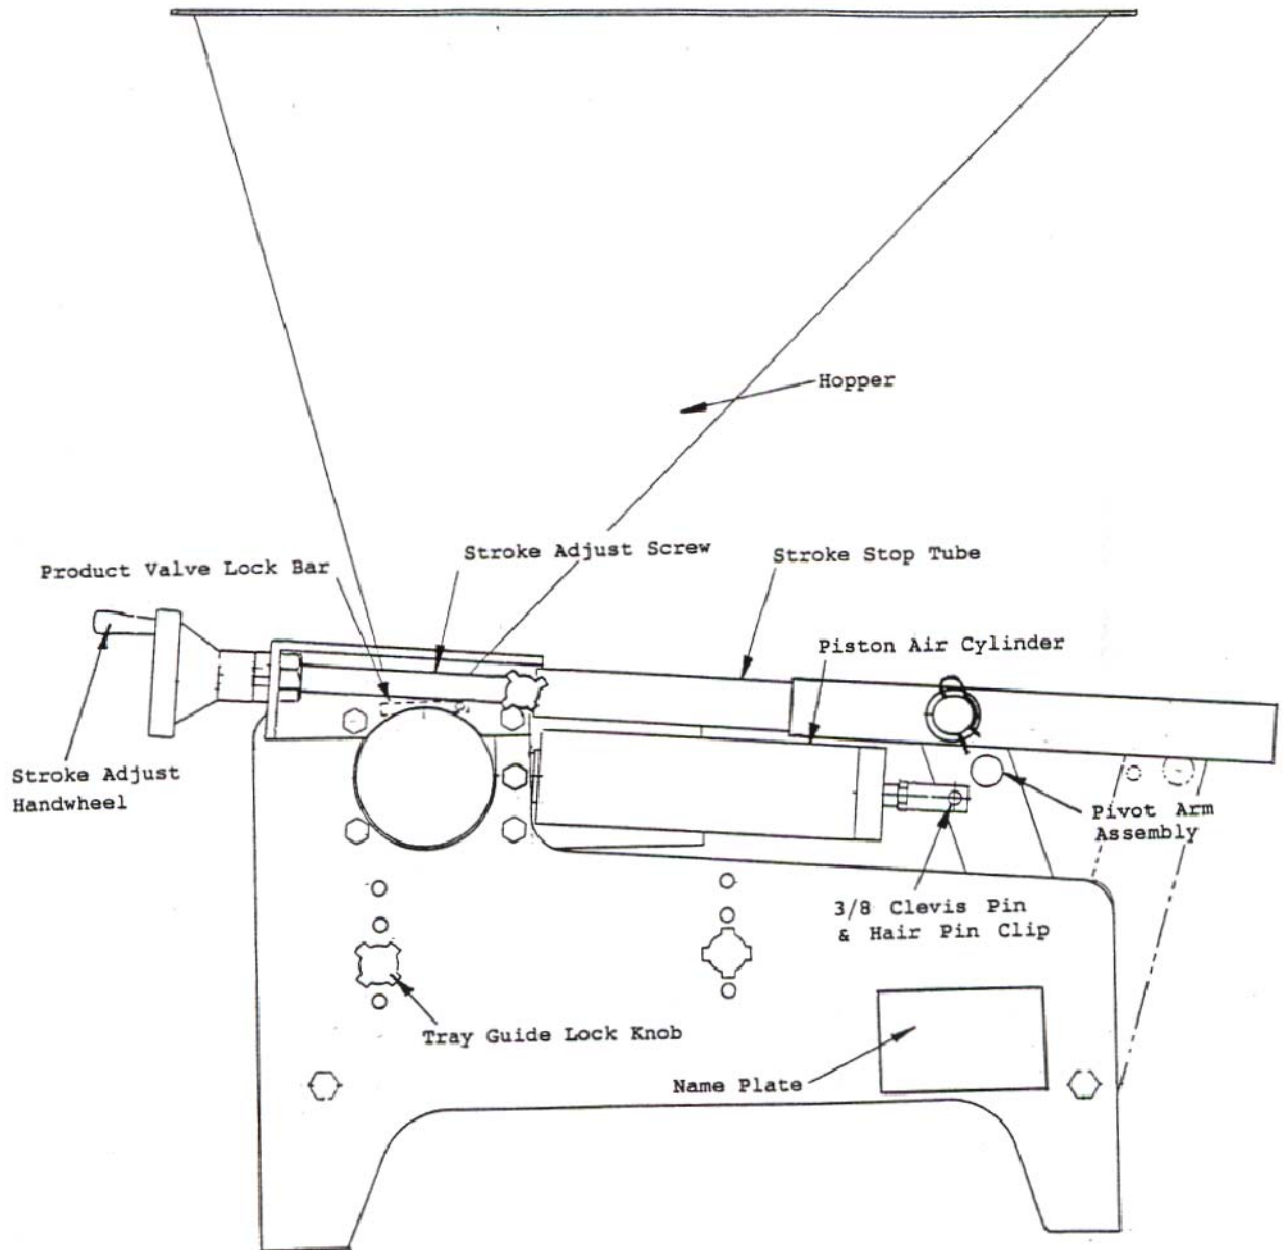 Hopper
Stroke Adjust Screw
Stroke Stop Tube
Product Valve Lock Bar
Piston Air Cylinder
Stroke Adjust
Handwheel
Pivot Arm
Assembly
3/8 Clevis Pin
& Hair Pin Clip
Tray Guide Lock Knob
Name Plate